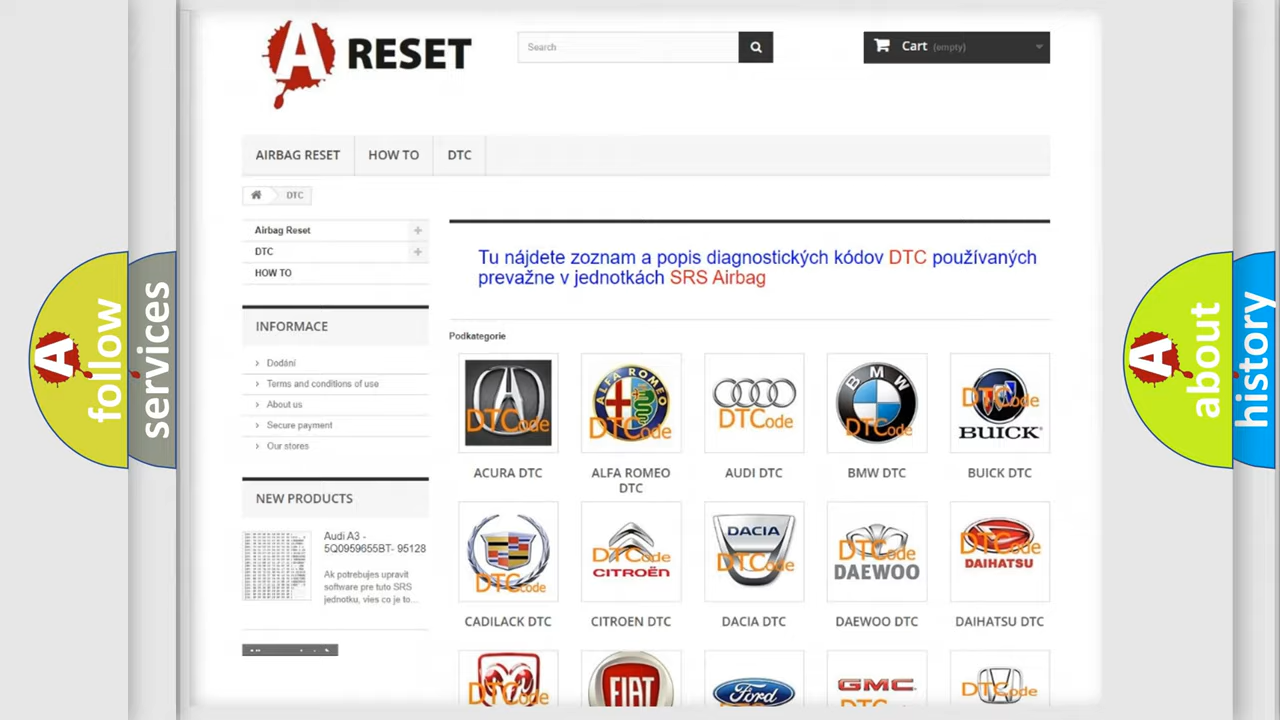 A RESET
Search
Cart (empty)
AIRBAG RESET
HOW TO
DTC
DTC
Airbag Reset
DTC
HOW TO
INFORMACE
Dodání
Terms and conditions of use
About us
Secure payment
Our stores
NEW PRODUCTS
Audi A3 -
5Q0959655BT- 95128
Ak potrebujes upravit
software pre tuto SRS
jednotku, vies co je to...
Tu nájdete zoznam a popis diagnostických kódov DTC používaných
prevažne v jednotkách SRS Airbag
Podkategorie
DTCode
ALFA ROMEO
DTCode
DTCode
BMW
DTCode
DTCode
BUICK
ACURA DTC
ALFA ROMEO
DTC
AUDI DTC
BMW DTC
BUICK DTC
DTCode
DTCode
CITROËN
DACIA
DTCode
DTCode
DAEWOO
DTCode
DAIHATSU
CADILACK DTC
CITROEN DTC
DACIA DTC
DAEWOO DTC
DAIHATSU DTC
DTCode
FIAT
Ford
GMC
DTCode
A follow
services
A about
history